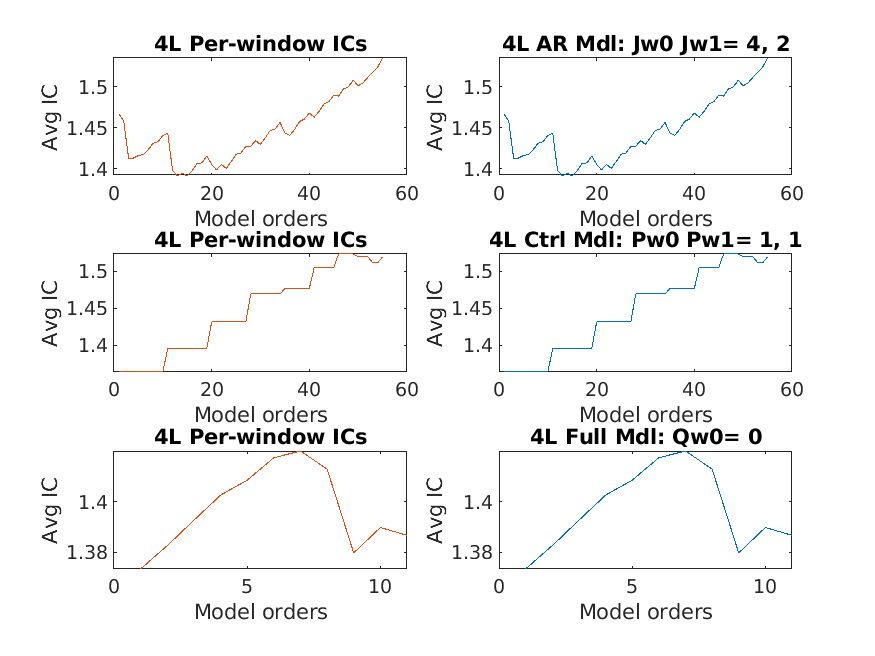 4L Per-window ICs
4L AR Mdl: Jw0 Jw1= 4, 2
Avg IC
1.5
1.45
1.4
0 20 40 60
Model orders
Avg IC
1.5
1.45
1.4
0 20 40 60
Model orders
4L Per-window ICs
4L Ctrl Mdl: Pw0 Pw1= 1, 1
Avg IC
1.5
1.45
1.4
0 20 40 60
Model orders
Avg IC
1.5
1.45
1.4
0 20 40 60
Model orders
4L Per-window ICs
4L Full Mdl: Qw0= 0
Avg IC
1.4
1.38
0 5 10
Model orders
Avg IC
1.4
1.38
0 5 10
Model orders